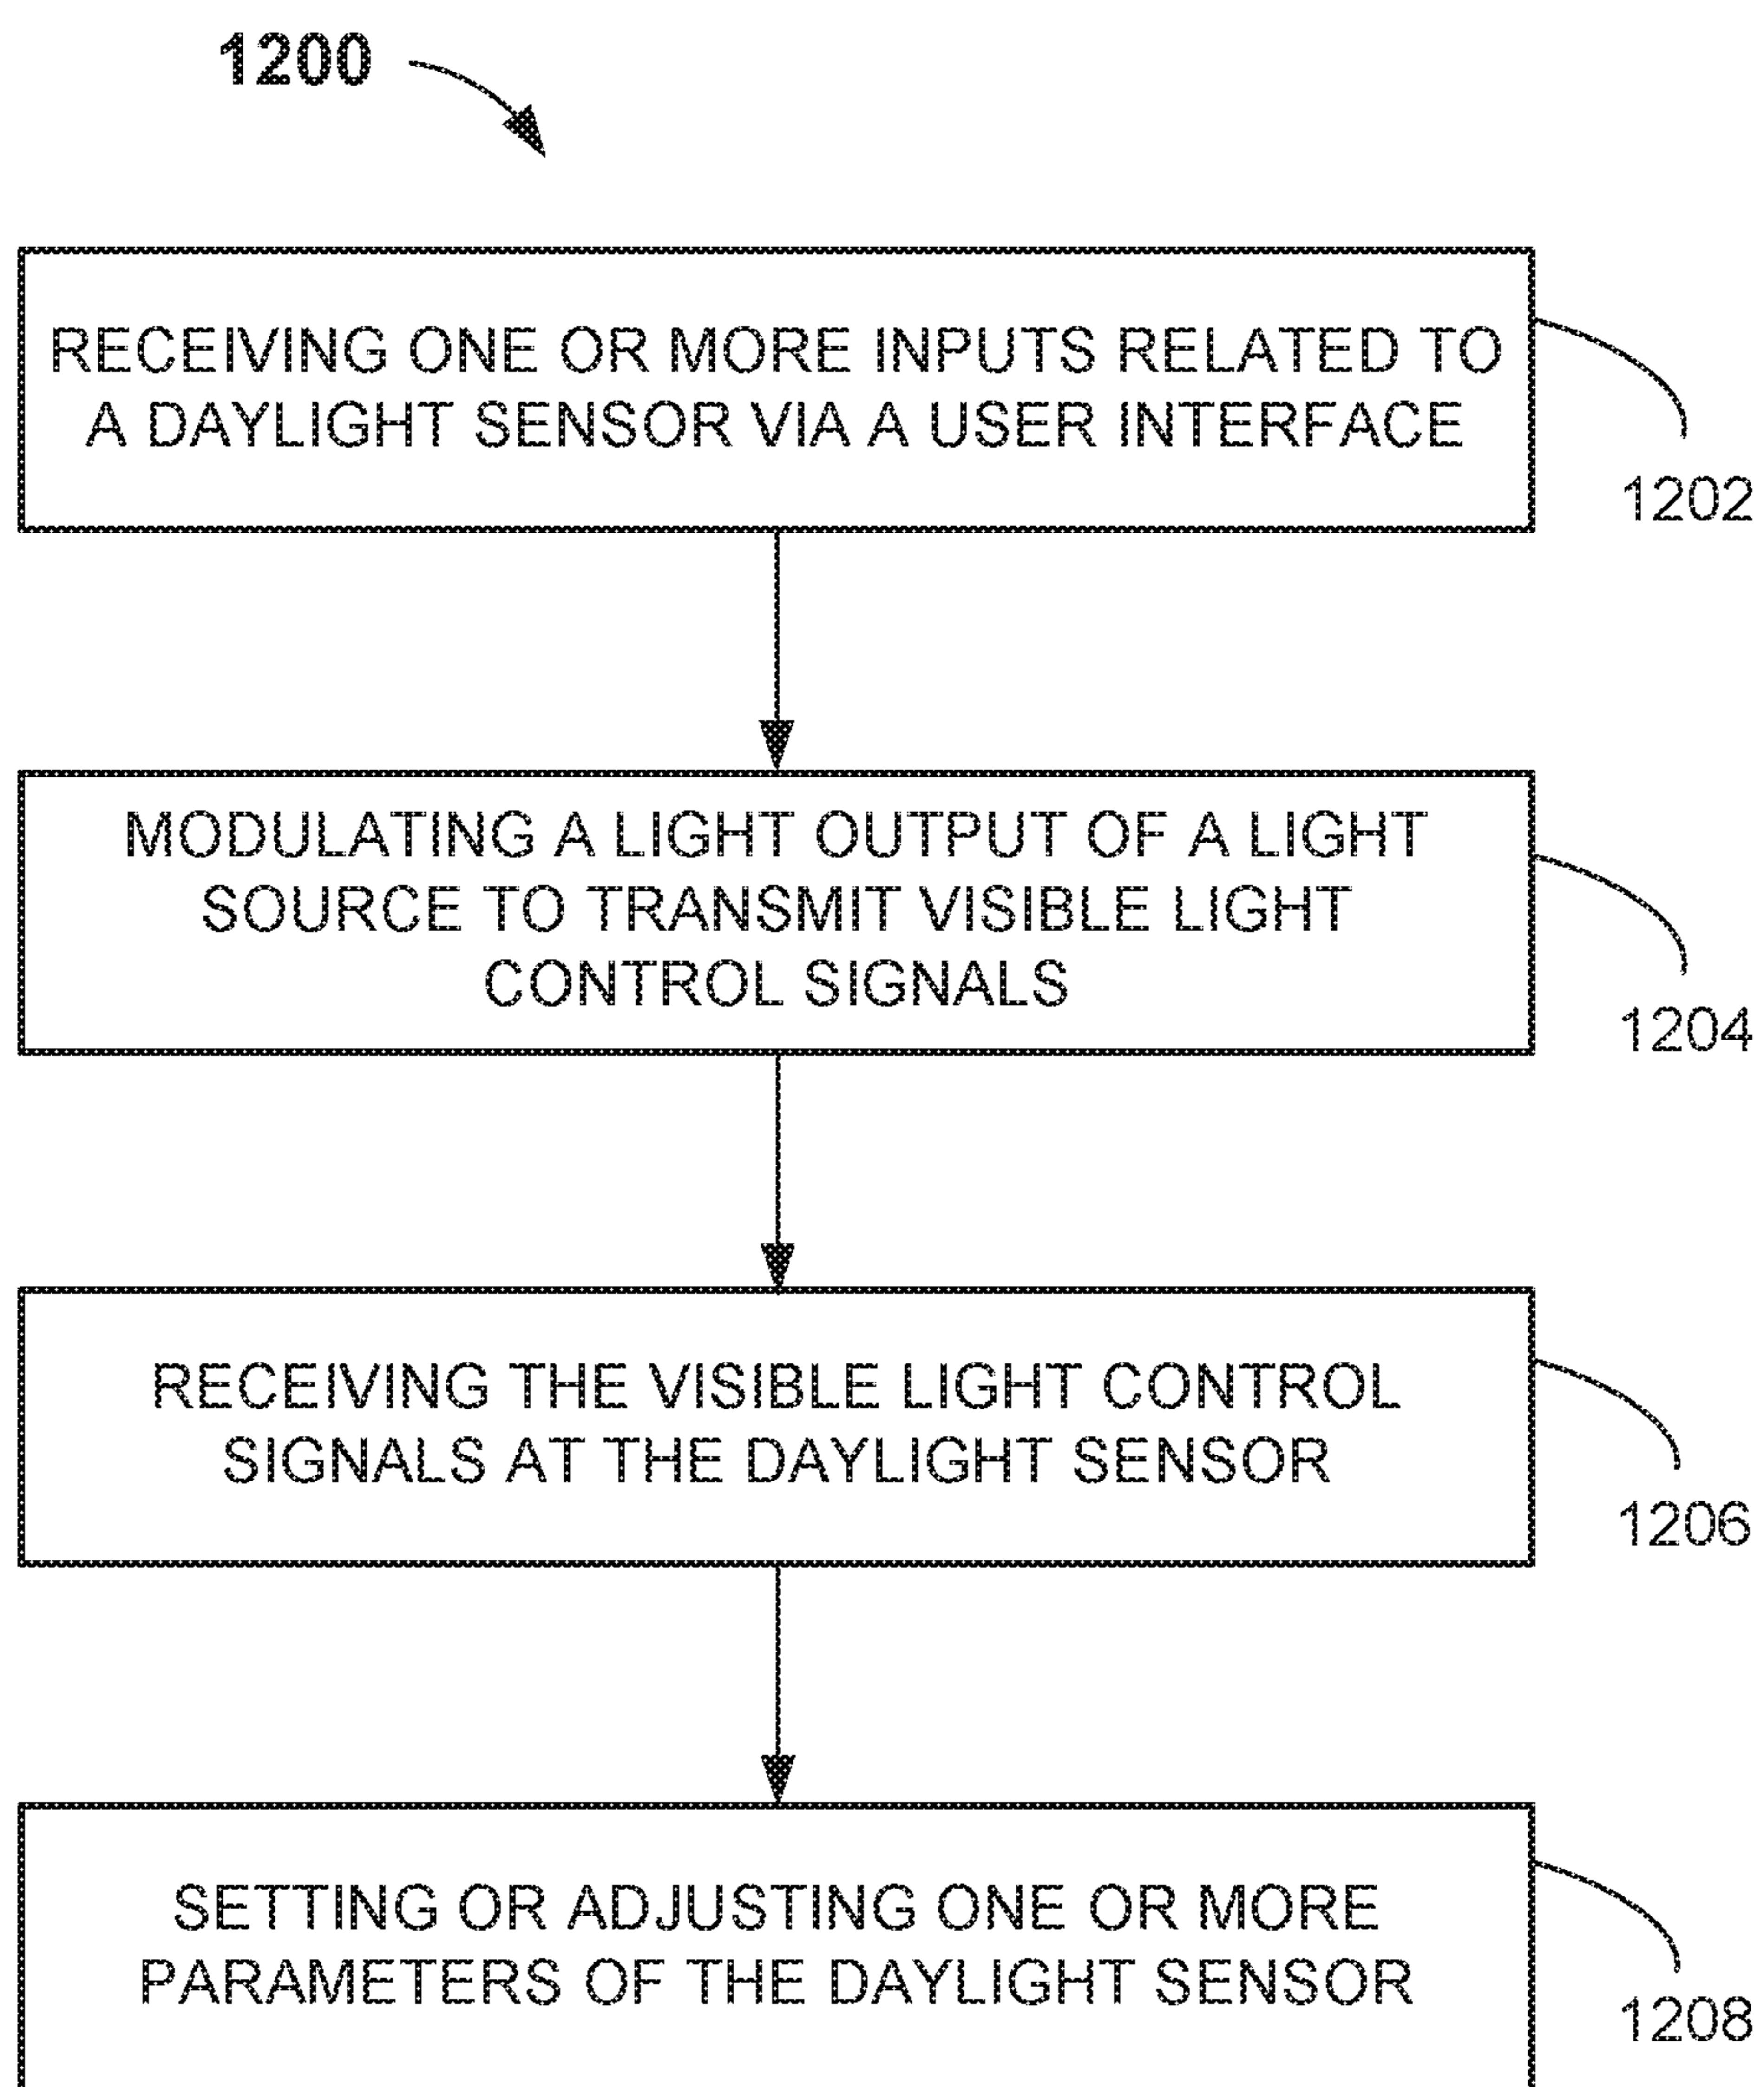 1200
RECEIVING ONE OR MORE INPUTS RELATED TO
A DAYLIGHT SENSOR VIA A USER INTERFACE
1202
MODULATING A LIGHT OUTPUT OF A LIGHT
SOURCE TO TRANSMIT VISIBLE LIGHT
CONTROL SIGNALS
1204
RECEIVING THE VISIBLE LIGHT CONTROL
SIGNALS AT THE DAYLIGHT SENSOR
1206
SETTING OR ADJUSTING ONE OR MORE
PARAMETERS OF THE DAYLIGHT SENSOR
1208